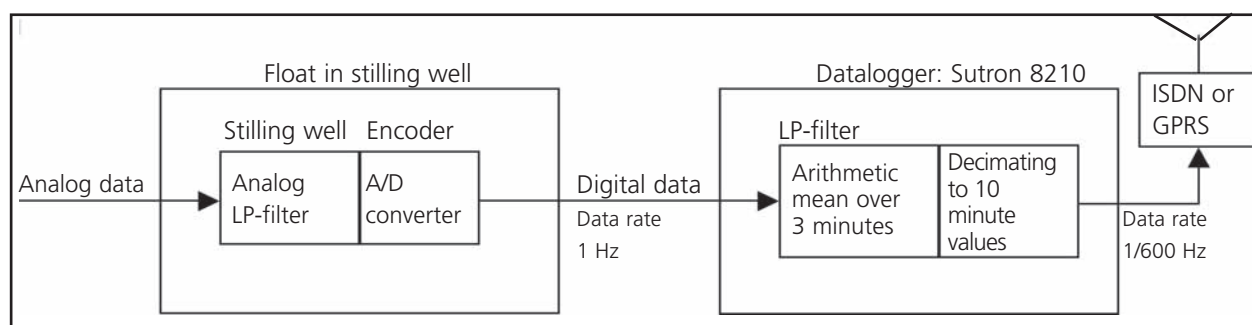 Float in stilling well
Datalogger: Sutron 8210
ISDN or
GPRS
Stilling well
Encoder
LP-filter
Analog data
Analog
LP-filter
A/D
converter
Digital data
Data rate
1 Hz
Arithmetic
mean over
3 minutes
Decimating
to 10
minute
values
Data rate
1/600 Hz